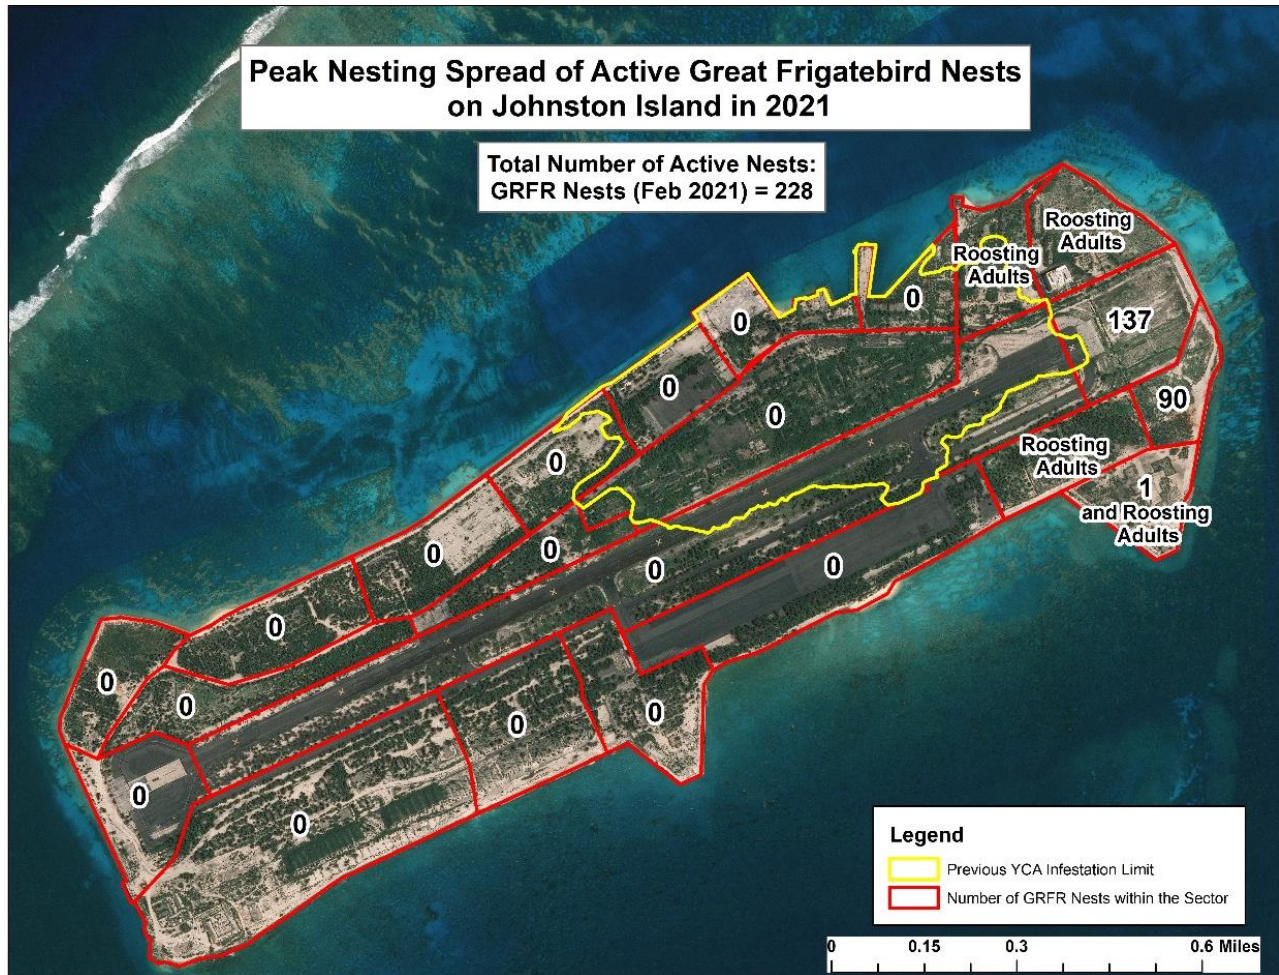 Peak Nesting Spread of Active Great Frigatebird Nests
on Johnston Island in 2021
Total Number of Active Nests:
GRFR Nests (Feb 2021) = 228
Roosting
Adults
Roosting
Adults
0
137
0
0
90
0
Roosting
Adults
0
1
and Roosting
Adults
0
0
0
0
0
0
0
0
0
0
0
0
Legend
Previous YCA Infestation Limit
Number of GRFR Nests within the Sector
0 0.15 0.3 0.6 Miles